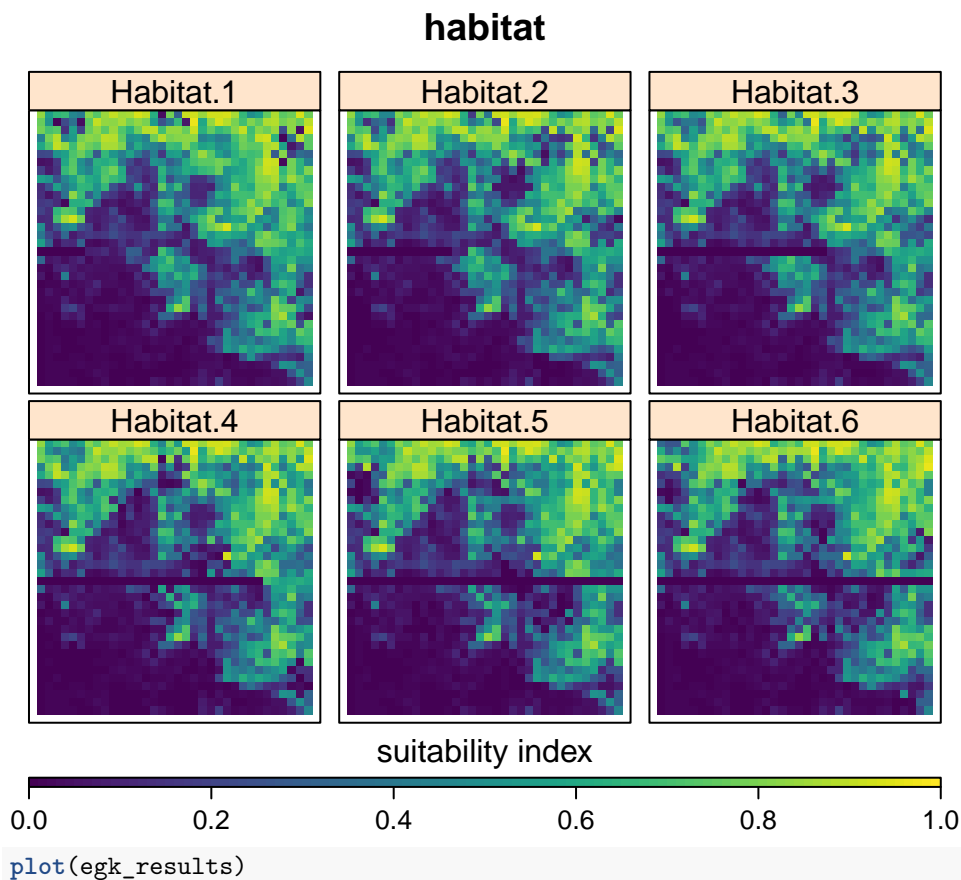 habitat
Habitat.1 Habitat.2 Habitat.3
Habitat.4 Habitat.5 Habitat.6
suitability index
0.0 0.2 0.4 0.6 0.8 1.0
plot(egk_results)